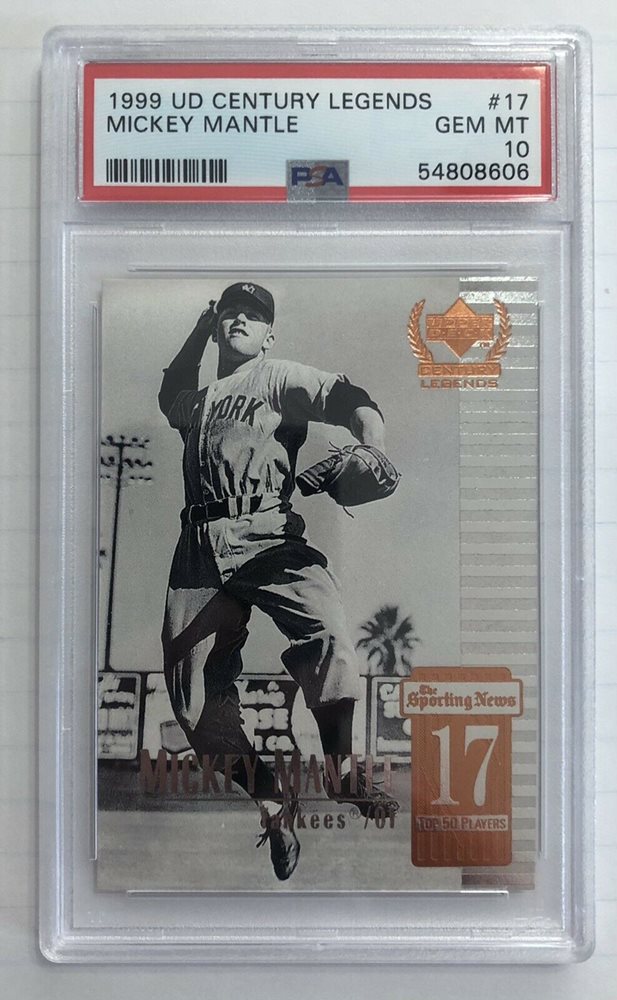 1999 UD CENTURY LEGENDS #17
MICKEY MANTLE GEM MT
10
PSA 54808606
YORK
UPPER
DECK
CENTURY
LEGENDS
The
Sporting News
17
TOP 50 PLAYERS
MICKEY MANTLE
Yankees® /OF